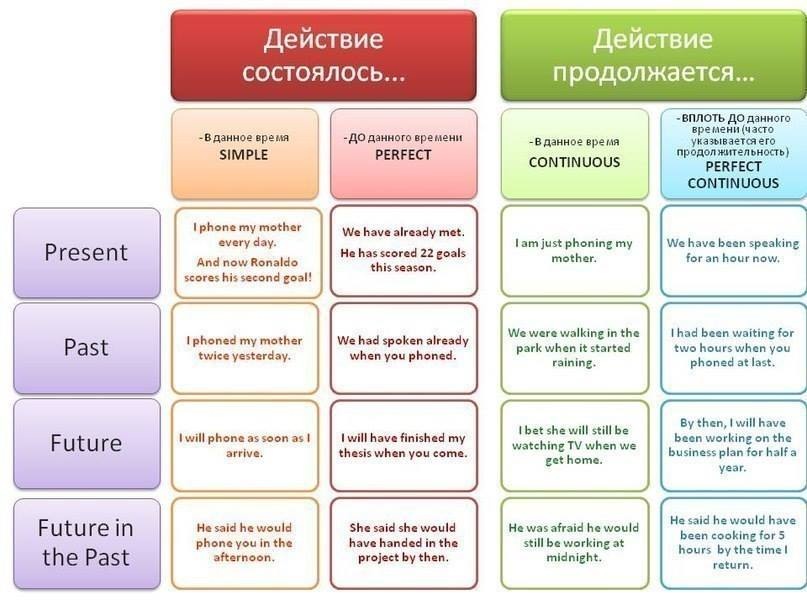 Действие
состоялось...
Действие
продолжается...
-В данное время
SIMPLE
-ДО данного времени
PERFECT
-В данное время
CONTINUOUS
-ВПЛОТЬ ДО данного
времени (часто
указывается его
продолжительность)
PERFECT
CONTINUOUS
Present
I phone my mother
every day.
And now Ronaldo
scores his second goal!
We have already met.
He has scored 22 goals
this season.
I am just phoning my
mother.
We have been speaking
for an hour now.
Past
I phoned my mother
twice yesterday.
We had spoken already
when you phoned.
We were walking in the
park when it started
raining.
I had been waiting for
two hours when you
phoned at last.
Future
I will phone as soon as I
arrive.
I will have finished my
thesis when you come.
I bet she will still be
watching TV when we
get home.
By then, I will have
been working on the
business plan for half a
year.
Future in
the Past
He said he would
phone you in the
afternoon.
She said she would
have handed in the
project by then.
He was afraid he would
still be working at
midnight.
He said he would have
been cooking for 5
hours by the time I
return.